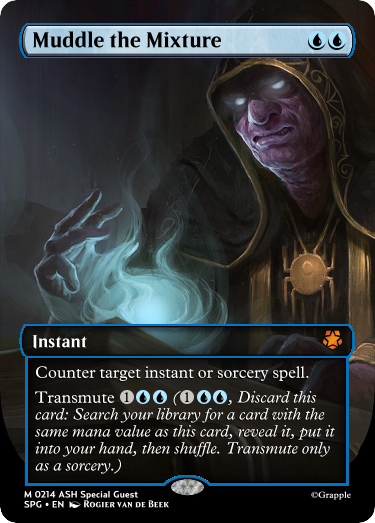 Muddle the Mixture
Instant
Counter target instant or sorcery spell.
Transmute 1UU (1UU, Discard this
card: Search your library for a card with the
same mana value as this card, reveal it, put it
into your hand, then shuffle. Transmute only
as a sorcery.)
M 0214 ASH Special Guest
SPG • EN Rogier van de Beek
©Grapple